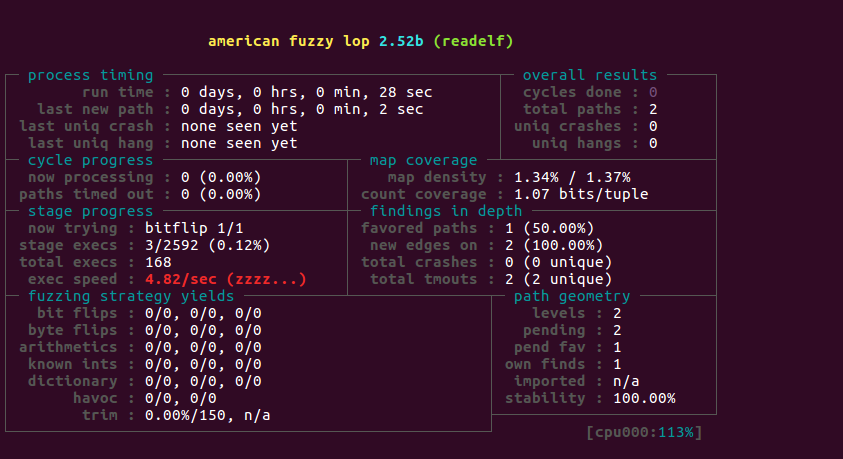 american fuzzy lop 2.52b (readelf)
process timing overall results
run time : 0 days, 0 hrs, 0 min, 28 sec cycles done : 0
last new path : 0 days, 0 hrs, 0 min, 2 sec total paths : 2
last uniq crash : none seen yet uniq crashes : 0
last uniq hang : none seen yet uniq hangs : 0
cycle progress map coverage
now processing : 0 (0.00%) map density : 1.34% / 1.37%
paths timed out : 0 (0.00%) count coverage : 1.07 bits/tuple
stage progress findings in depth
now trying : bitflip 1/1 favored paths : 1 (50.00%)
stage execs : 3/2592 (0.12%) new edges on : 2 (100.00%)
total execs : 168 total crashes : 0 (0 unique)
exec speed : 4.82/sec (zzzz...) total tmouts : 2 (2 unique)
fuzzing strategy yields path geometry
bit flips : 0/0, 0/0, 0/0 levels : 2
byte flips : 0/0, 0/0, 0/0 pending : 2
arithmetics : 0/0, 0/0, 0/0 pend fav : 1
known ints : 0/0, 0/0, 0/0 own finds : 1
dictionary : 0/0, 0/0, 0/0 imported : n/a
havoc : 0/0, 0/0 stability : 100.00%
trim : 0.00%/150, n/a
[cpu000:113%]